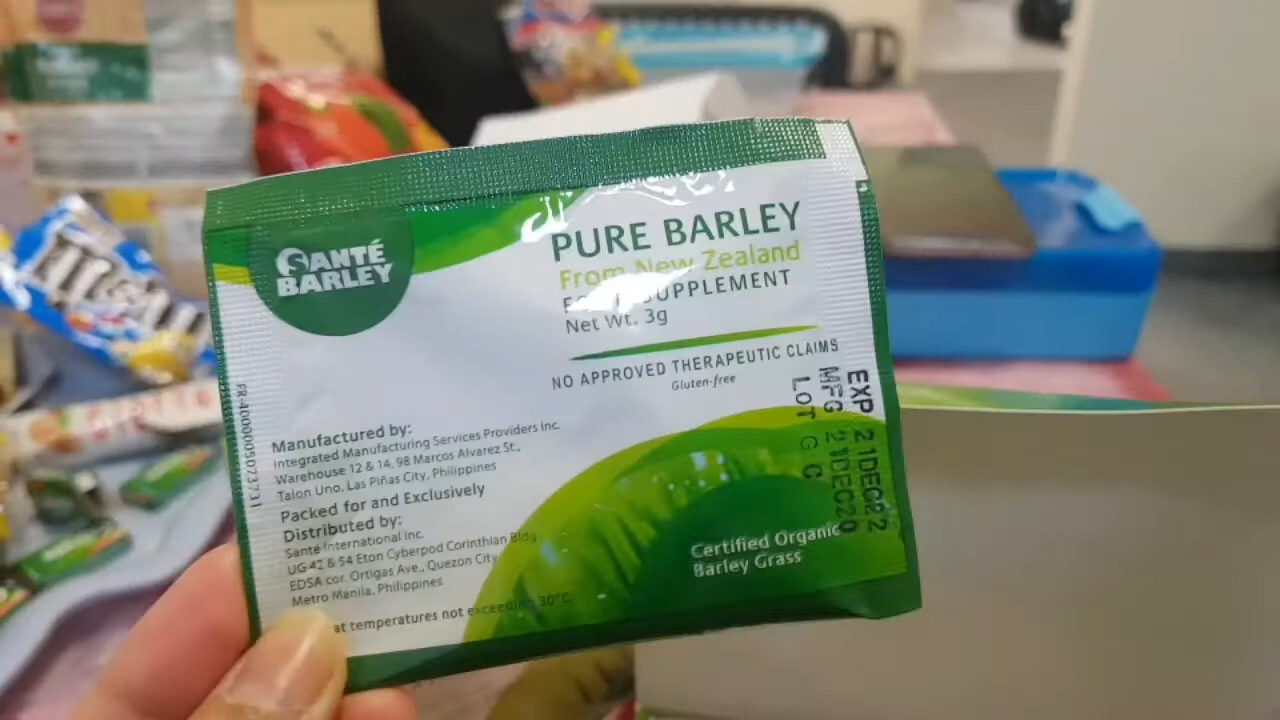 SANTÉ
BARLEY
PURE BARLEY
From New Zealand
SUPPLEMENT
Net Wt. 3g
NO APPROVED THERAPEUTIC CLAIMS
Gluten-free
EXP 21DEC22
MFG 21DEC20
LOT G C
FR-4000005073731
Manufactured by:
Integrated Manufacturing Services Providers Inc.
Warehouse 12 & 14, 98 Marcos Alvarez St.,
Talon Uno, Las Piñas City, Philippines
Packed for and Exclusively
Distributed by:
Santé International Inc.
UG 42 & 54 Eton Cyberpod Corinthian Bldg.
EDSA cor. Ortigas Ave., Quezon City
Metro Manila, Philippines
at temperatures not exceeding 30°C.
Certified Organic
Barley Grass
m&m's